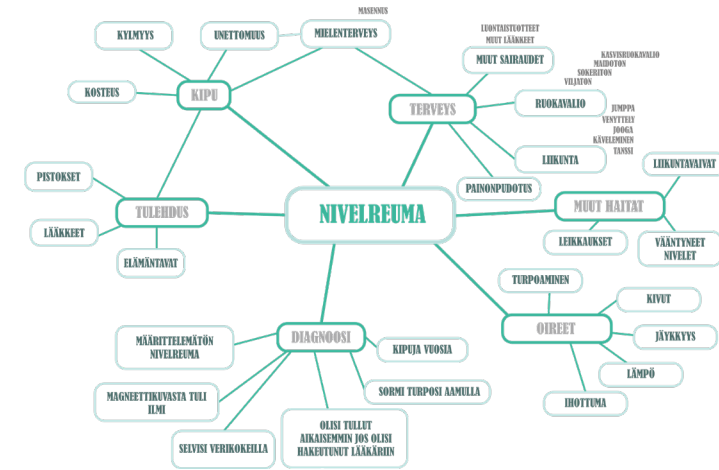 MASENNUS
KYLMYYS
UNETTOMUUS
MIELENTERVEYS
LUONTAISTUOTTEET
MUUT LÄÄKKEET
MUUT SAIRAUDET
KASVISRUOKAVALIO
MAIDOTON
SOKERITON
VILJATON
KOSTEUS
KIPU
TERVEYS
RUOKAVALIO
JUMPPA
VENYTTELY
JOOGA
KÄVELEMINEN
TANSSI
LIIKUNTA
LIIKUNTAVAIVAT
PISTOKSET
PAINONPUDOTUS
TULEHDUS
NIVELREUMA
MUUT HAITAT
LÄÄKKEET
LEIKKAUKSET
VÄÄNTYNEET
NIVELET
ELÄMÄNTAVAT
TURPOAMINEN
KIVUT
OIREET
JÄYKKYYS
DIAGNOOSI
MÄÄRITTELEMÄTÖN
NIVELREUMA
KIPUJA VUOSIA
LÄMPÖ
MAGNEETTIKUVASTA TULI
ILMI
SORMI TURPOSI AAMULLA
IHOTTUMA
SELVISI VERIKOKEILLA
OLISI TULLUT
AIKAISEMMIN JOS OLISI
HAKEUTUNUT LÄÄKÄRIIN